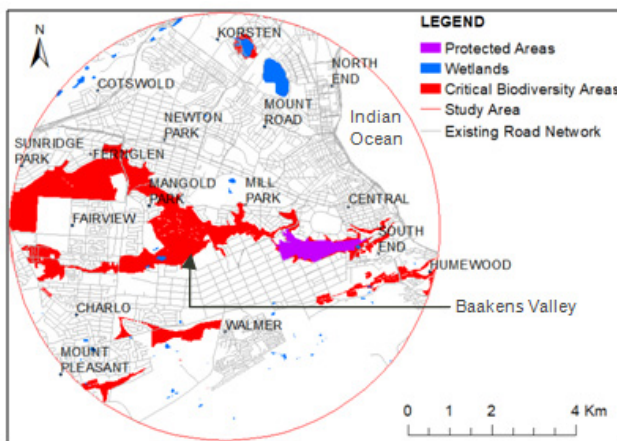 N
KORSTEN
COTSWOLD
NORTH
END
MOUNT
ROAD
NEWTON
PARK
Indian
Ocean
SUNRIDGE
PARK
FERNGLEN
MANGOLD
PARK
MILL
PARK
CENTRAL
FAIRVIEW
SOUTH
END
HUMEWOOD
CHARLO
WALMER
MOUNT
PLEASANT
Baakens Valley
LEGEND
Protected Areas
Wetlands
Critical Biodiversity Areas
Study Area
Existing Road Network
0 1 2 4 Km